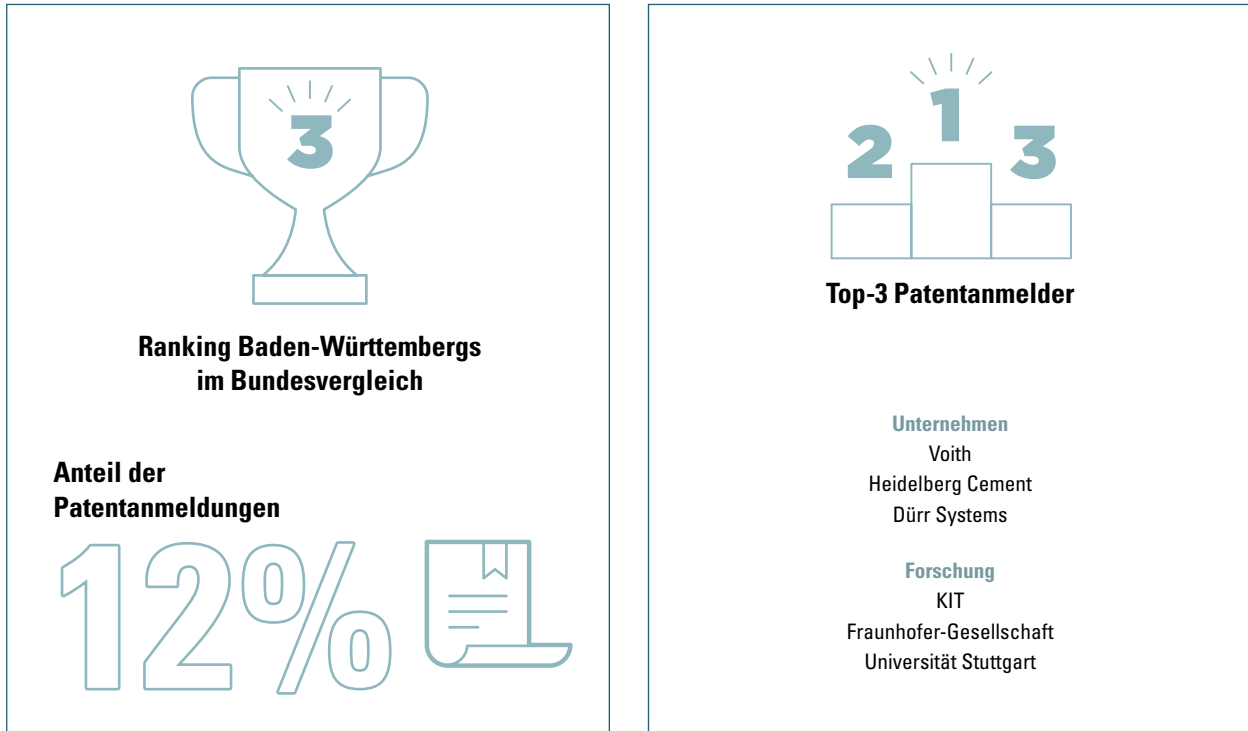 3
Ranking Baden-Württembergs
im Bundesvergleich
Anteil der
Patentanmeldungen
12%
2 1 3
Top-3 Patentanmelder
Unternehmen
Voith
Heidelberg Cement
Dürr Systems
Forschung
KIT
Fraunhofer-Gesellschaft
Universität Stuttgart